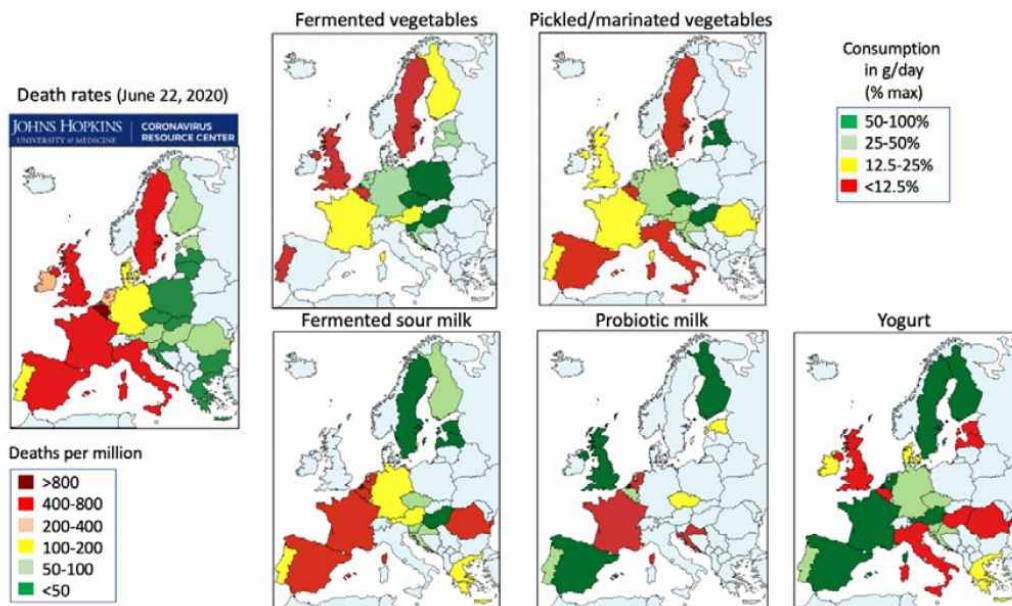 Fermented vegetables
Pickled/marinated vegetables
Consumption
in g/day
(% max)
50-100%
25-50%
12.5-25%
<12.5%
Death rates (June 22, 2020)
JOHNS HOPKINS
UNIVERSITY of MEDICINE
CORONAVIRUS
RESOURCE CENTER
Fermented sour milk
Probiotic milk
Yogurt
Deaths per million
>800
400-800
200-400
100-200
50-100
<50